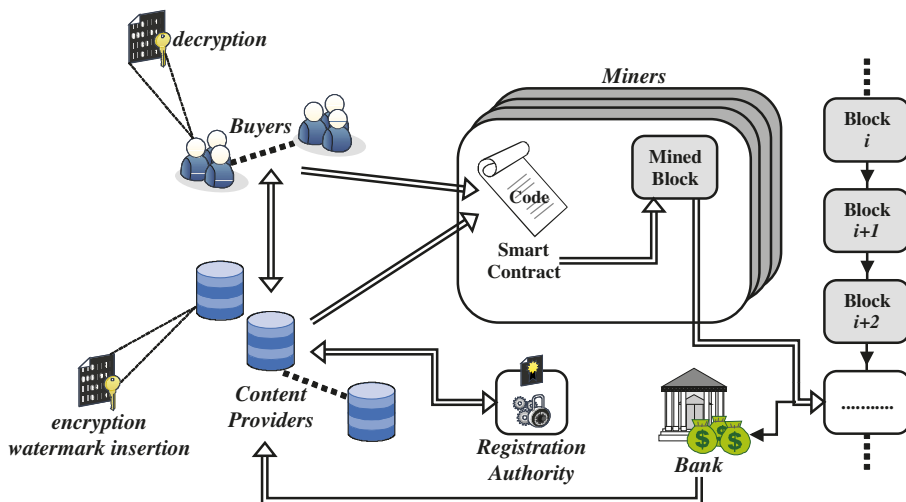 decryption
Buyers
Miners
Code
Smart
Contract
Mined
Block
Block
i
Block
i+1
Block
i+2
...........
encryption
watermark insertion
Content
Providers
Registration
Authority
$
$
$
Bank